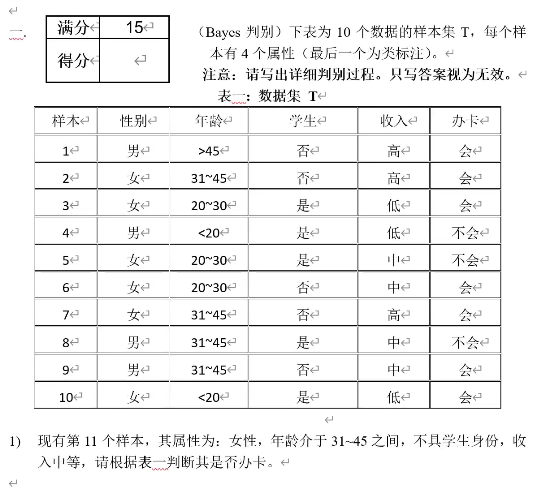 二.
满分 15
得分
（Bayes 判别）下表为 10 个数据的样本集 T，每个样
本有 4 个属性（最后一个为类标注）。
注意：请写出详细判别过程。只写答案视为无效。
表一：数据集 T
样本 性别 年龄 学生 收入 办卡
1 男 >45 否 高 会
2 女 31~45 否 高 会
3 女 20~30 是 低 会
4 男 <20 是 低 不会
5 女 20~30 是 中 不会
6 女 20~30 否 中 会
7 女 31~45 否 高 会
8 男 31~45 是 中 不会
9 男 31~45 否 中 会
10 女 <20 是 低 会
1) 现有第 11 个样本，其属性为：女性，年龄介于 31~45 之间，不具学生身份，收
入中等，请根据表一判断其是否办卡。